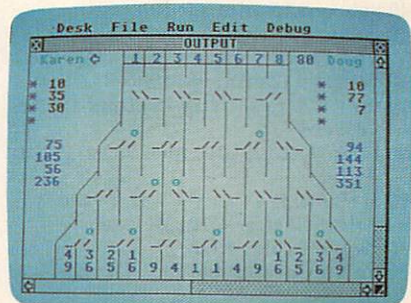 Desk File Run Edit Debug
OUTPUT
Karen 1 2 3 4 5 6 7 8 80 Doug
* 10 * 10
* 35 * 77
* 30 * 7
* *
75 94
105 144
56 113
236 351
4 3 2 1 1 2 3 4
9 6 5 6 9 4 1 1 4 9 6 5 6 9